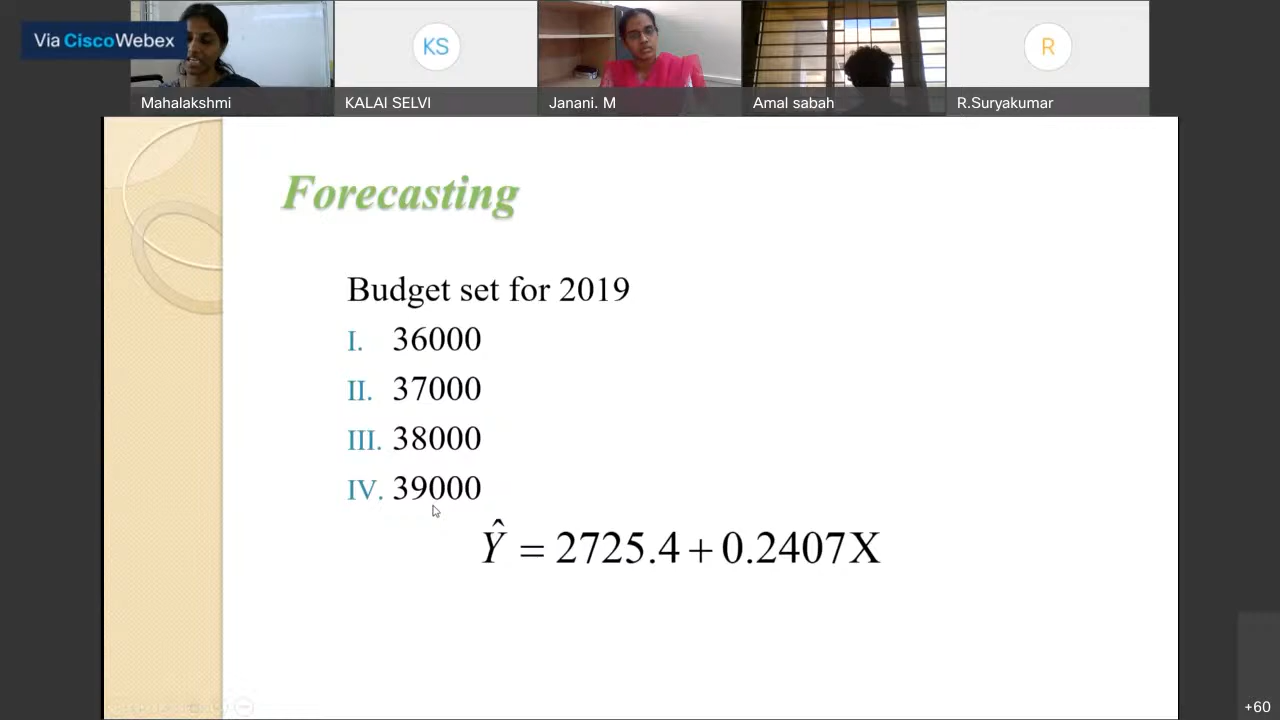 Via CiscoWebex
KS
R
Mahalakshmi
KALAI SELVI
Janani. M
Amal sabah
R.Suryakumar
Forecasting
Budget set for 2019
I. 36000
II. 37000
III. 38000
IV. 39000
Ŷ = 2725.4 + 0.2407X
+60